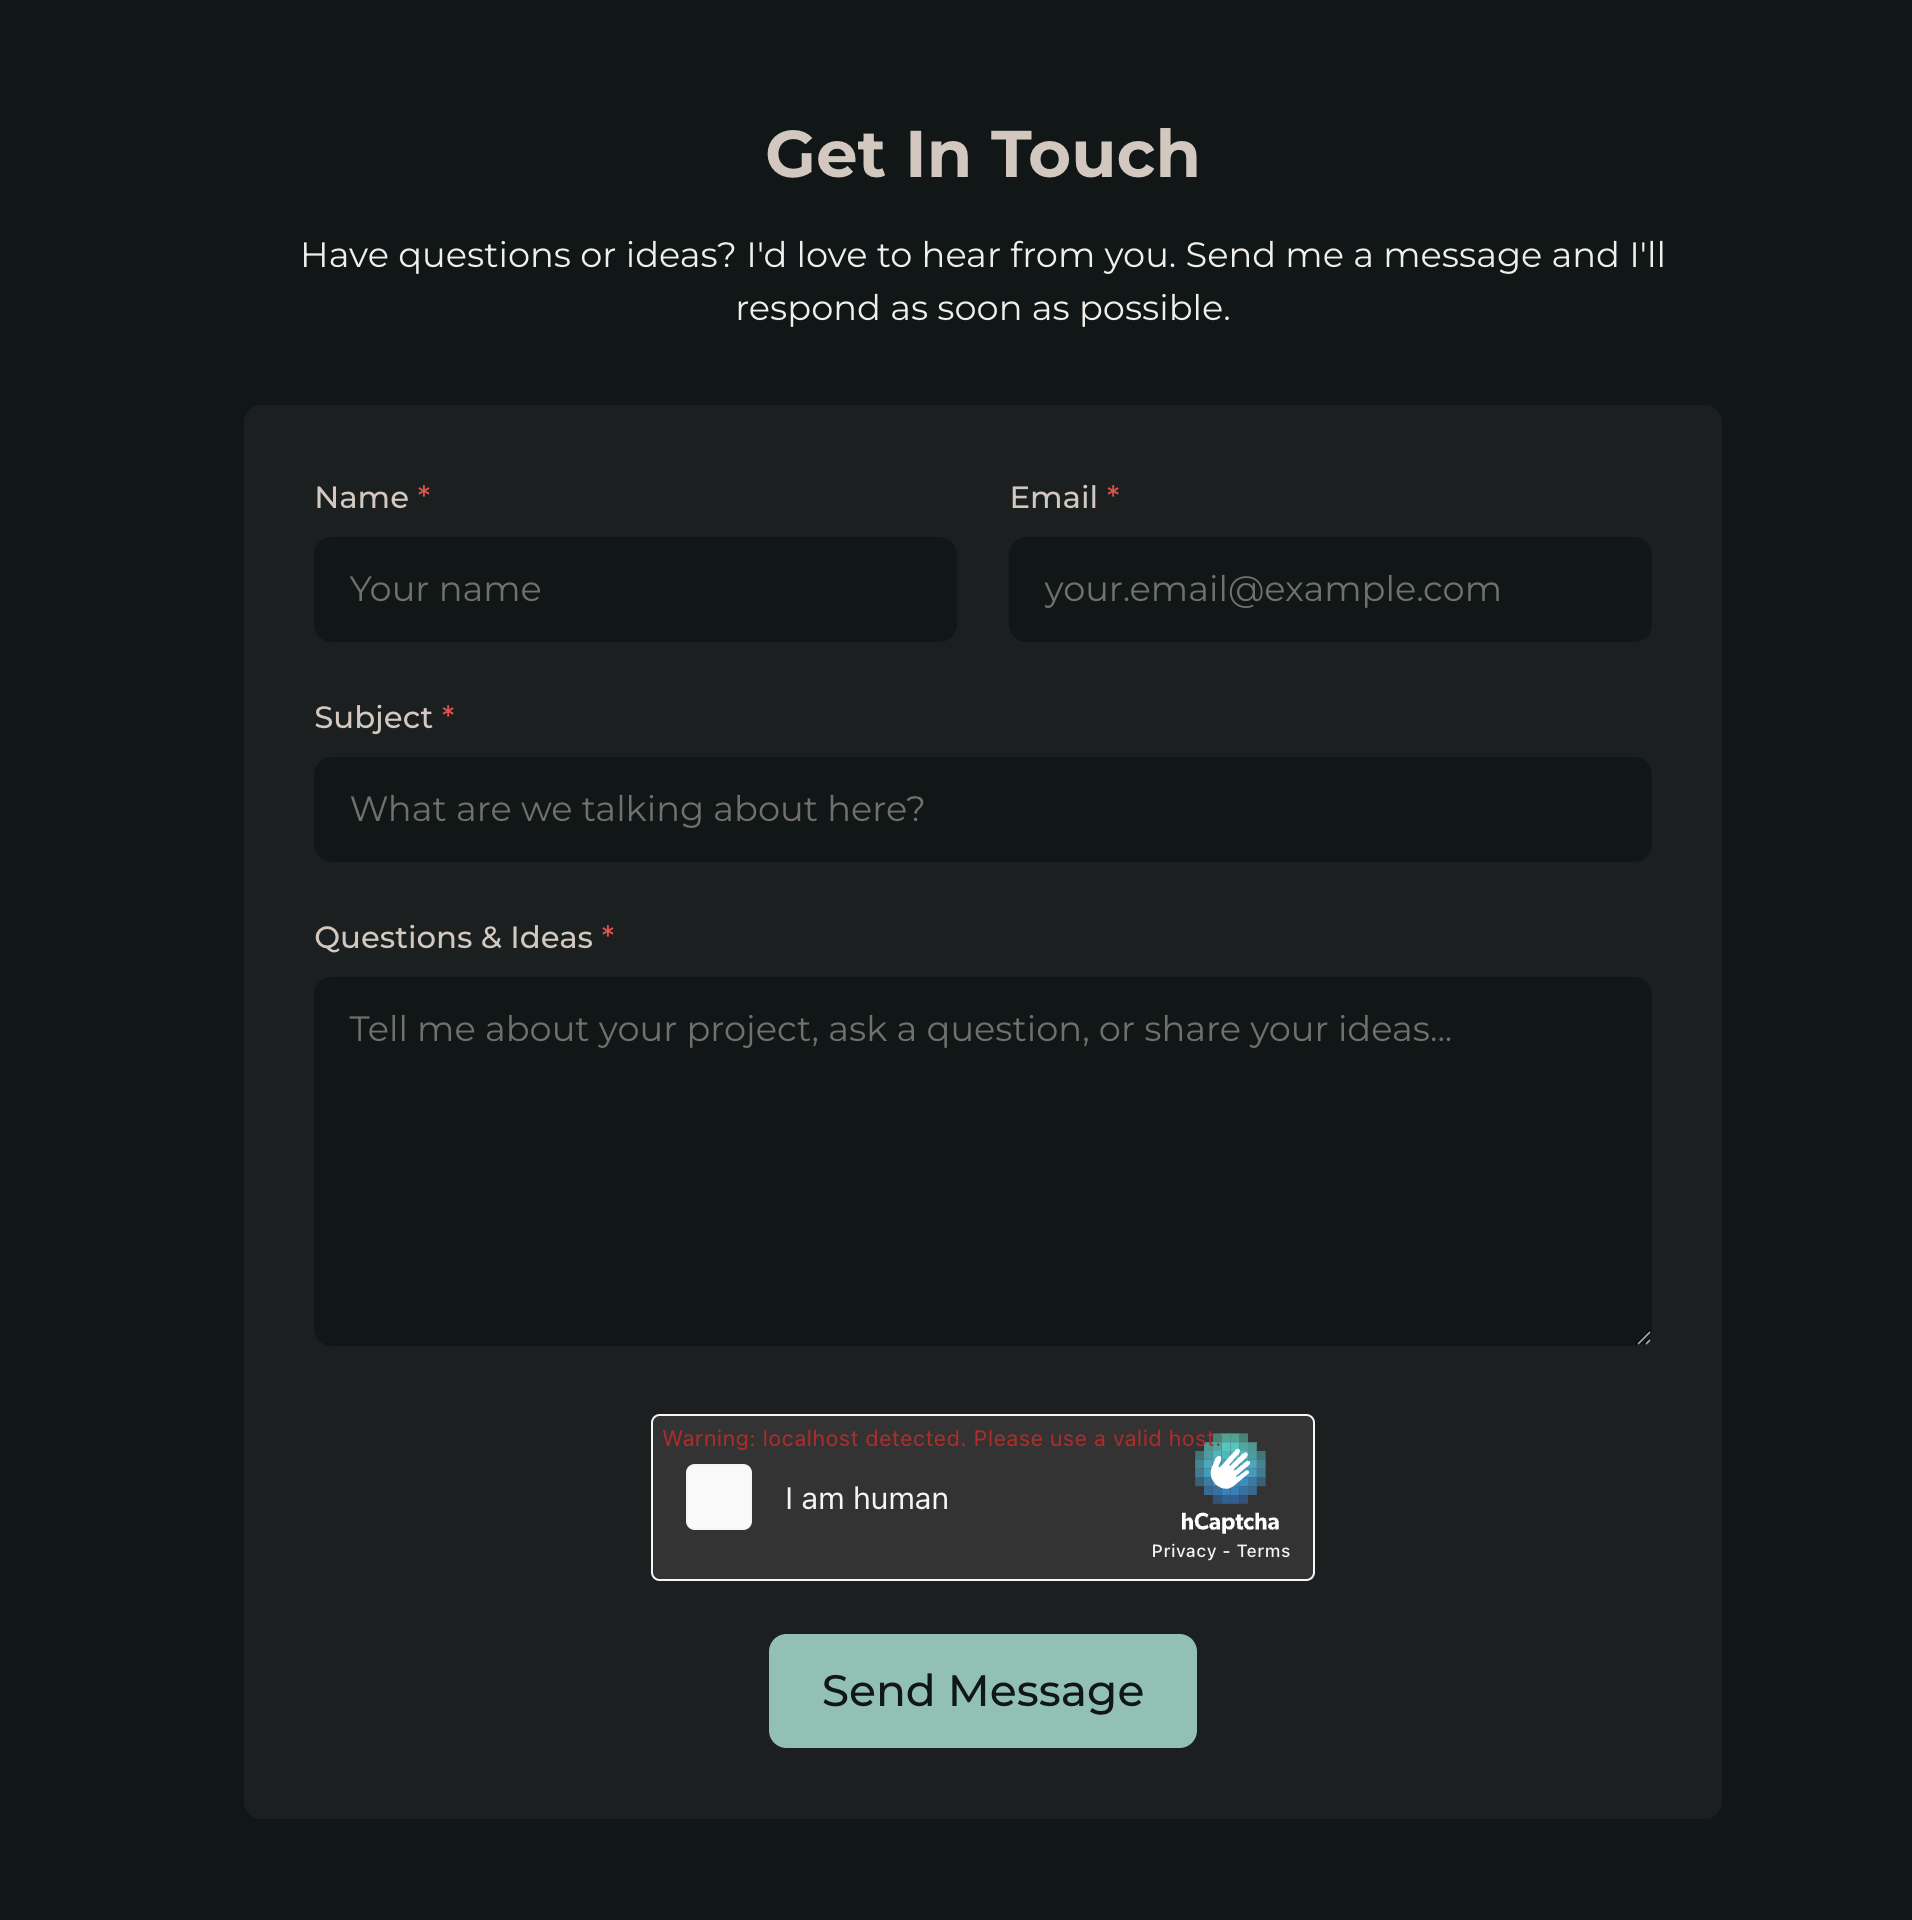 Get In Touch
Have questions or ideas? I'd love to hear from you. Send me a message and I'll
respond as soon as possible.
Name *
Email *
Your name
your.email@example.com
Subject *
What are we talking about here?
Questions & Ideas *
Tell me about your project, ask a question, or share your ideas...
Warning: localhost detected. Please use a valid host.
I am human
hCaptcha
Privacy - Terms
Send Message